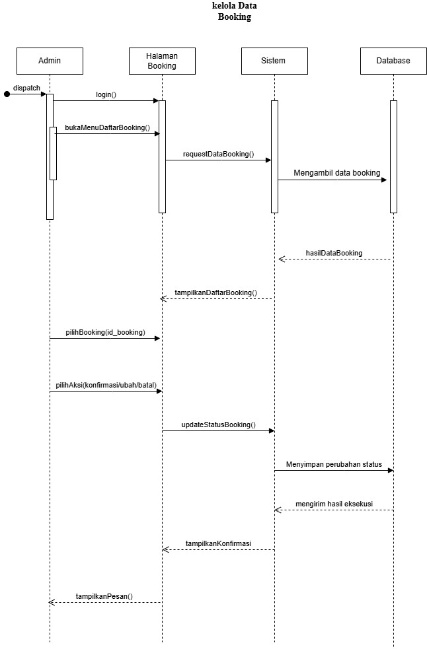 kelola Data
Booking
Admin
Halaman
Booking
Sistem
Database
dispatch
login()
bukaMenuDaftarBooking()
requestDataBooking()
Mengambil data booking
hasilDataBooking
tampilkanDaftarBooking()
pilihBooking(id_booking)
pilihAksi(konfirmasi/ubah/batal)
updateStatusBooking()
Menyimpan perubahan status
mengirim hasil eksekusi
tampilkanKonfirmasi
tampilkanPesan()